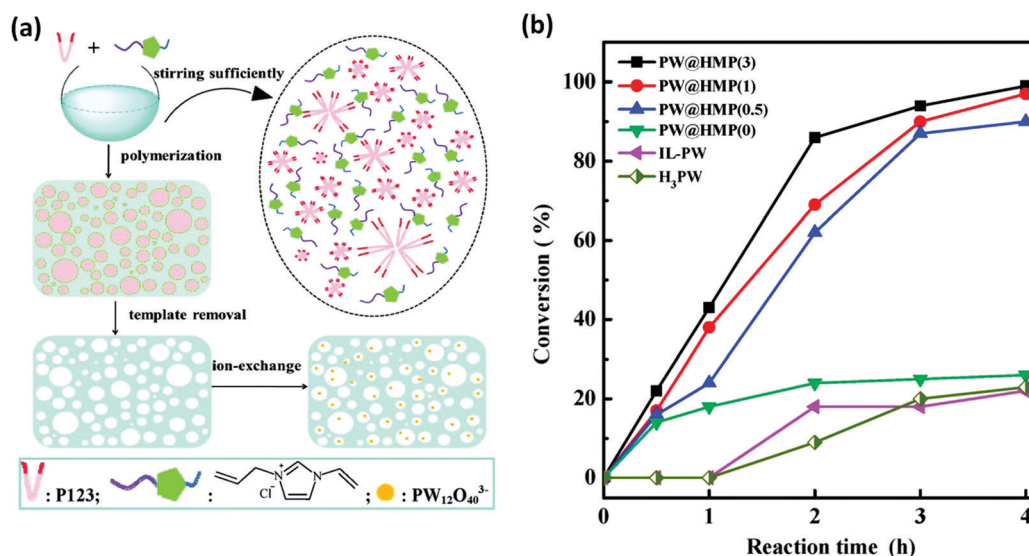 (a)
+
stirring sufficiently
polymerization
template removal
ion-exchange
: P123;
:
N
+
N
Cl⁻
;
: PW₁₂O₄₀³⁻
(b)
PW@HMP(3)
PW@HMP(1)
PW@HMP(0.5)
PW@HMP(0)
IL-PW
H₃PW
100
80
60
40
20
0
Conversion ( %)
0 1 2 3 4
Reaction time (h)